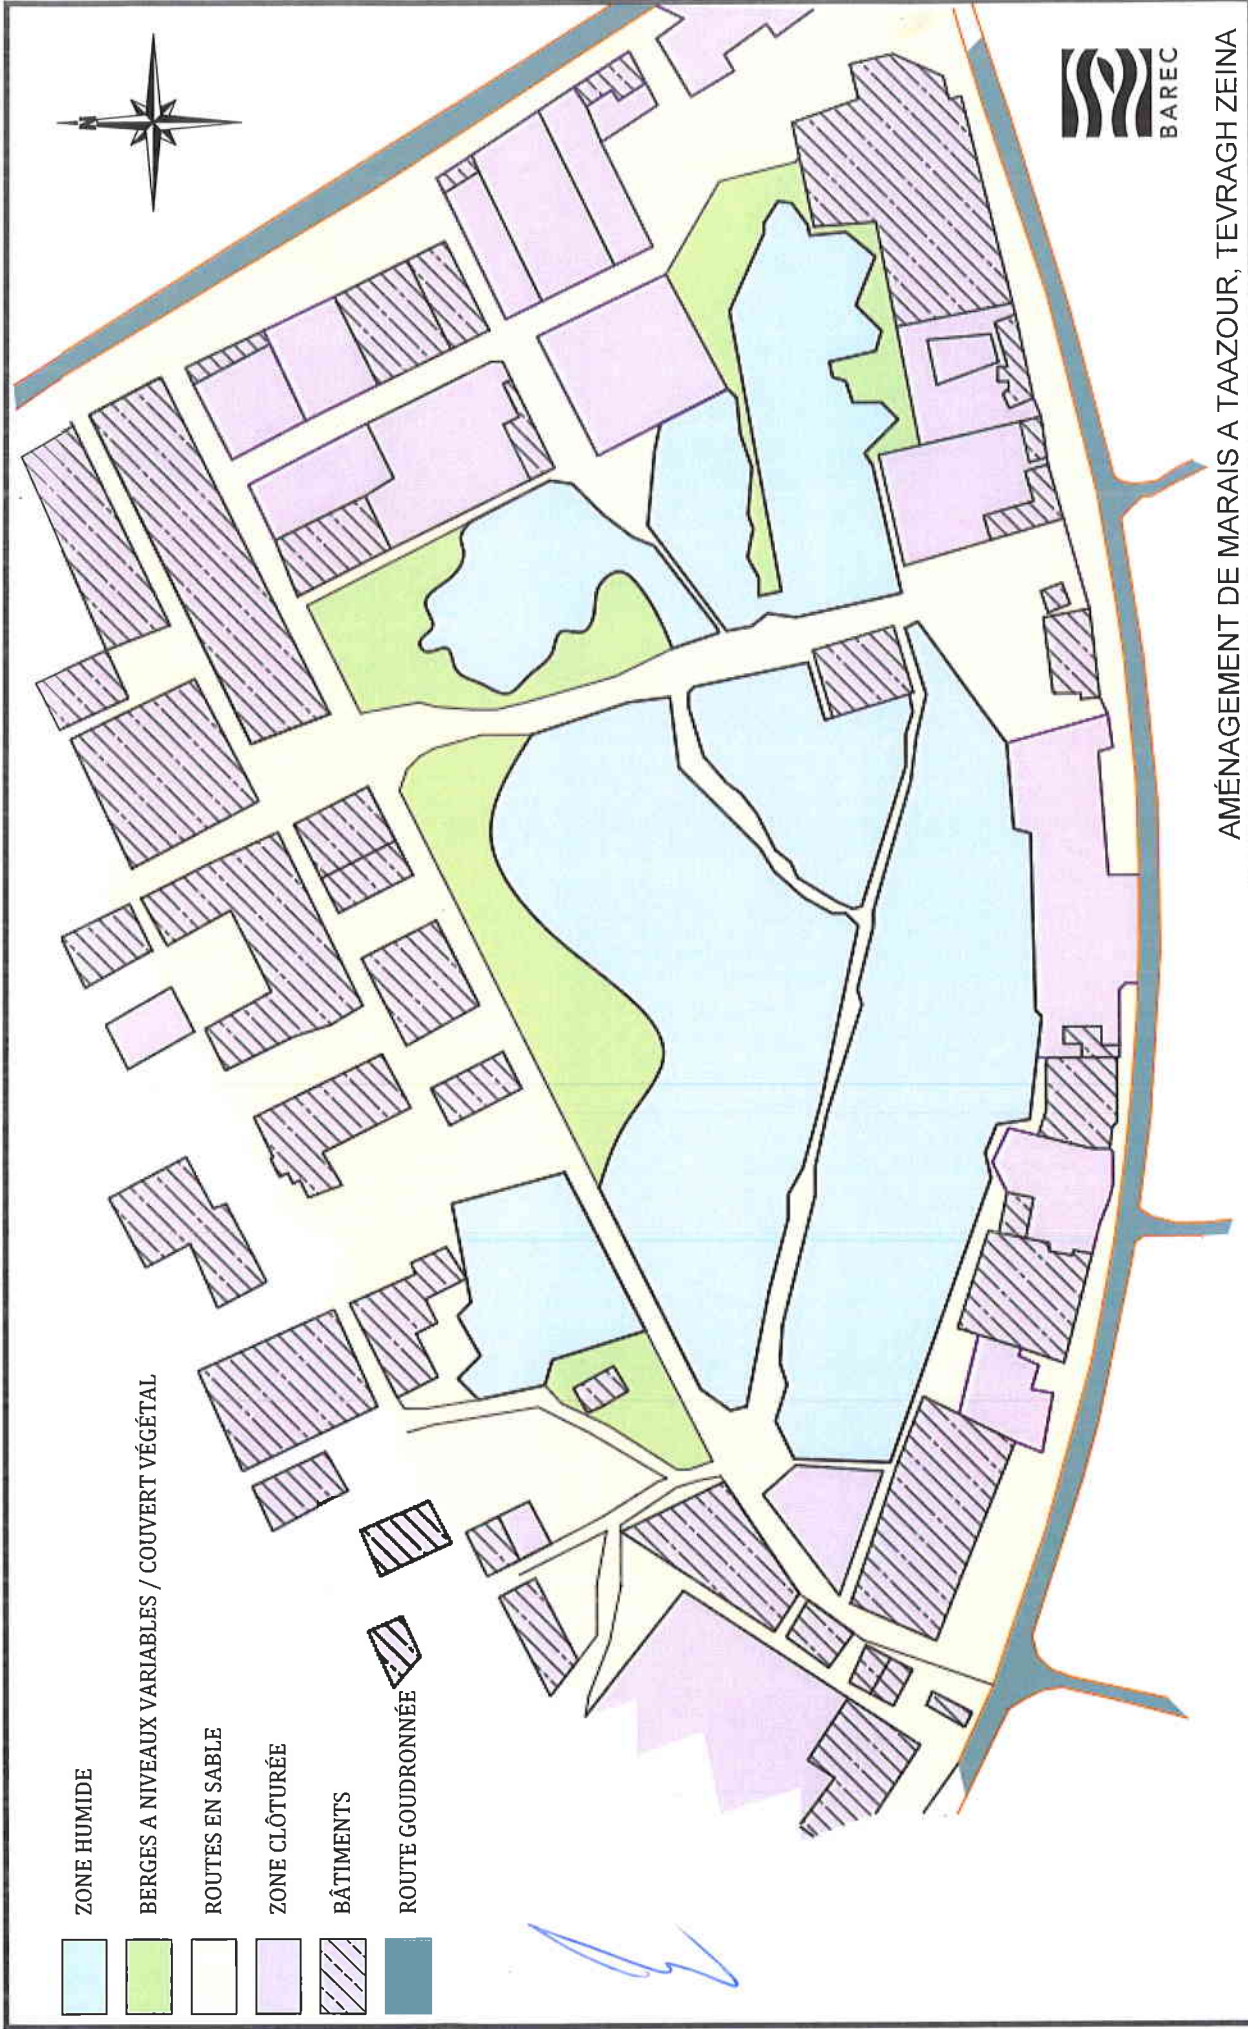 ZONE HUMIDE
BERGES A NIVEAUX VARIABLES / COUVERT VÉGÉTAL
ROUTES EN SABLE
ZONE CLÔTURÉE
BÂTIMENTS
ROUTE GOUDRONNÉE
N
BAREC
AMÉNAGEMENT DE MARAIS A TAAZOUR, TEVRAGH ZEINA